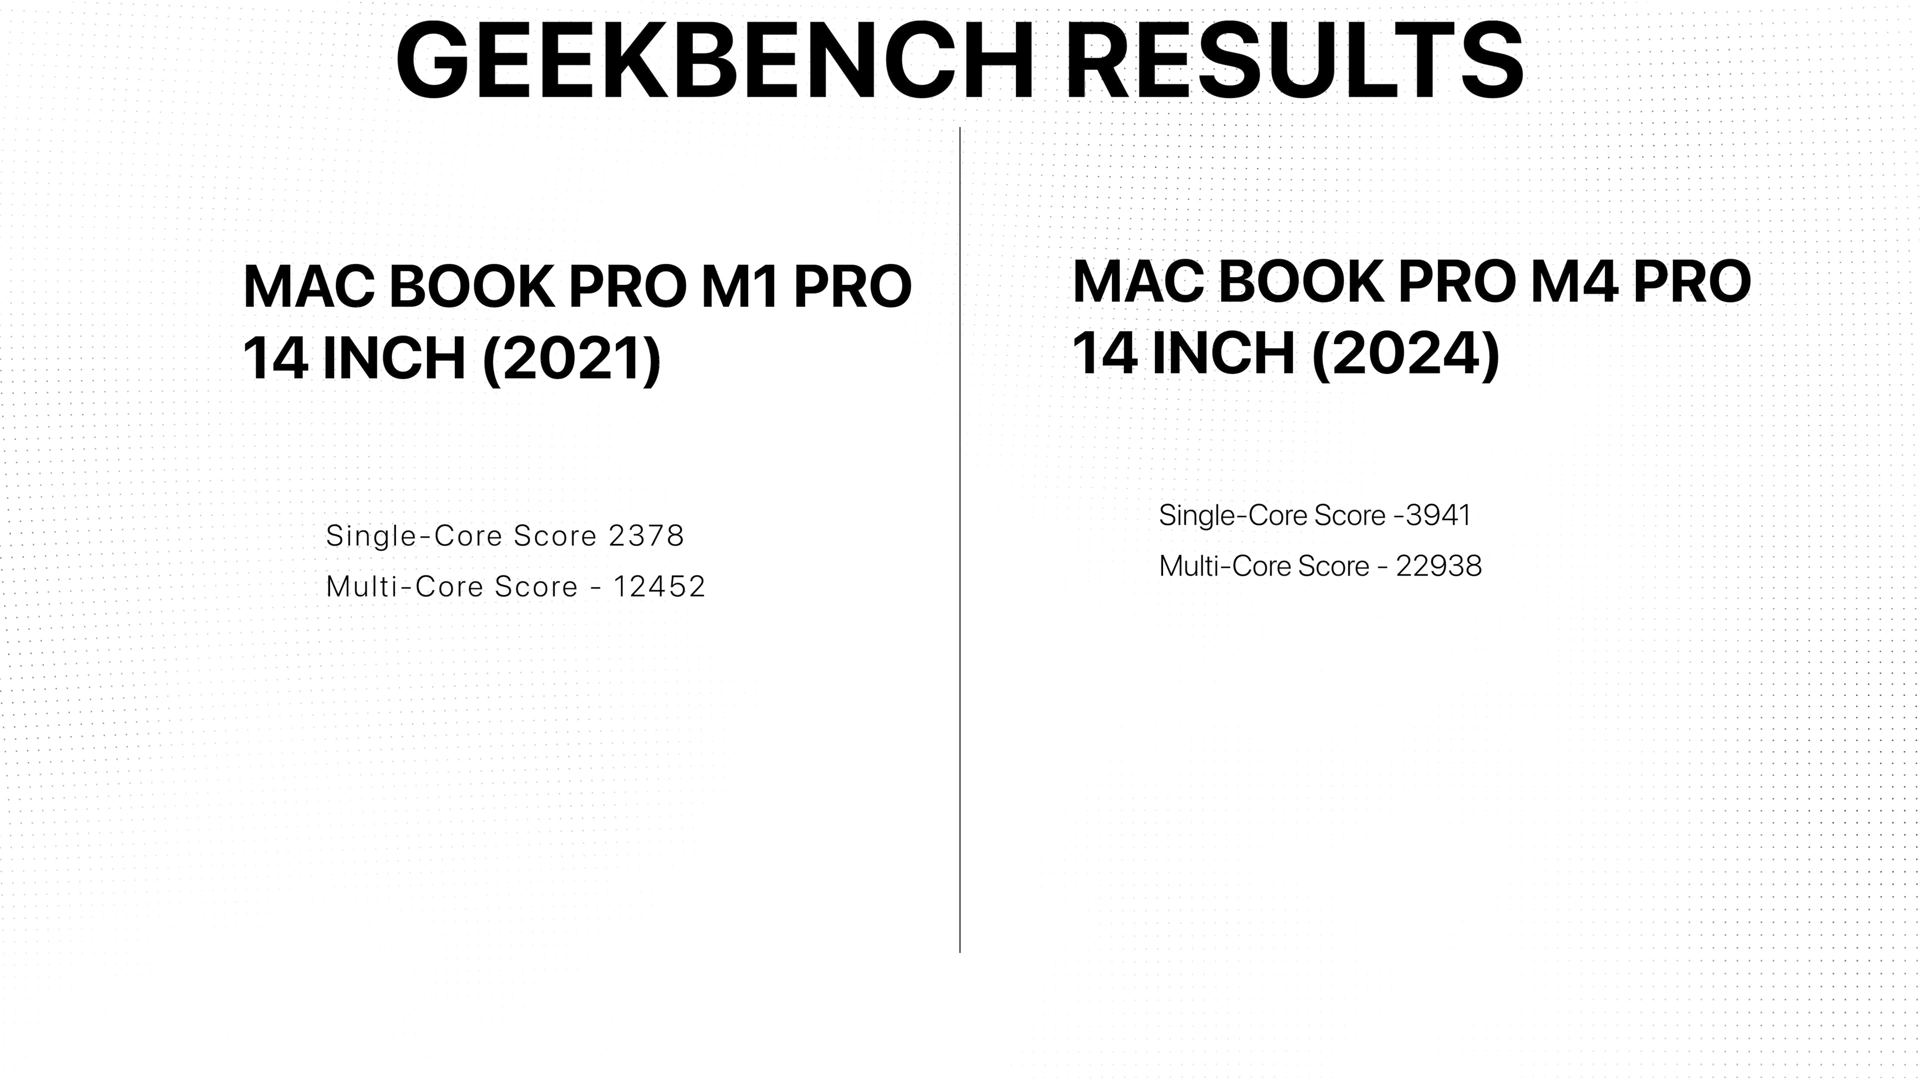 GEEKBENCH RESULTS
MAC BOOK PRO M1 PRO
14 INCH (2021)
Single-Core Score 2378
Multi-Core Score - 12452
MAC BOOK PRO M4 PRO
14 INCH (2024)
Single-Core Score -3941
Multi-Core Score - 22938